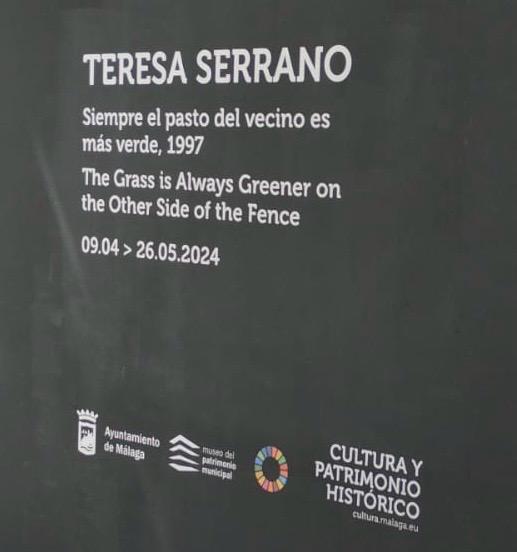 TERESA SERRANO
Siempre el pasto del vecino es
más verde, 1997
The Grass is Always Greener on
the Other Side of the Fence
09.04 > 26.05.2024
Ayuntamiento
de Málaga
museo del
patrimonio
municipal
CULTURA Y
PATRIMONIO
HISTÓRICO
cultura.malaga.eu